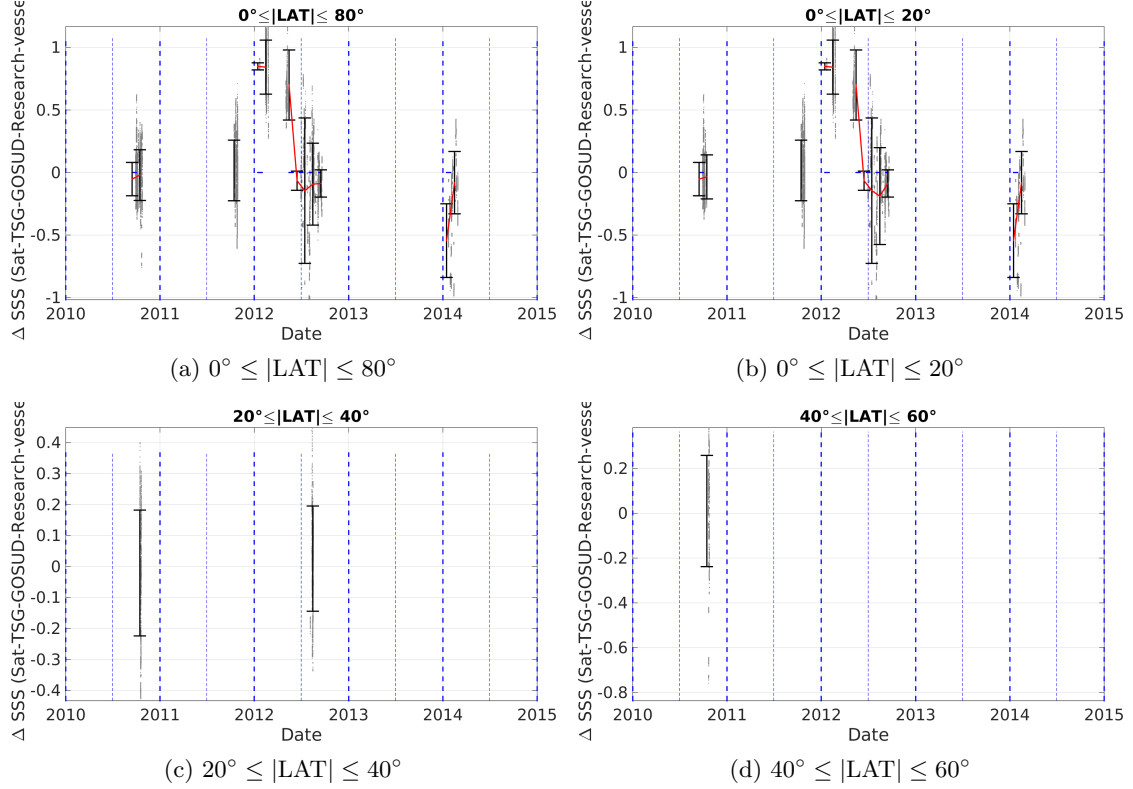 0°≤|LAT|≤ 80°
Δ SSS (Sat-TSG-GOSUD-Research-vesse
1
0.5
0
-0.5
-1
2010 2011 2012 2013 2014 2015
Date
(a) 0° ≤ |LAT| ≤ 80°
0°≤|LAT|≤ 20°
Δ SSS (Sat-TSG-GOSUD-Research-vesse
1
0.5
0
-0.5
-1
2010 2011 2012 2013 2014 2015
Date
(b) 0° ≤ |LAT| ≤ 20°
20°≤|LAT|≤ 40°
Δ SSS (Sat-TSG-GOSUD-Research-vesse
0.4
0.3
0.2
0.1
0
-0.1
-0.2
-0.3
-0.4
2010 2011 2012 2013 2014 2015
Date
(c) 20° ≤ |LAT| ≤ 40°
40°≤|LAT|≤ 60°
Δ SSS (Sat-TSG-GOSUD-Research-vesse
0.2
0
-0.2
-0.4
-0.6
-0.8
2010 2011 2012 2013 2014 2015
Date
(d) 40° ≤ |LAT| ≤ 60°